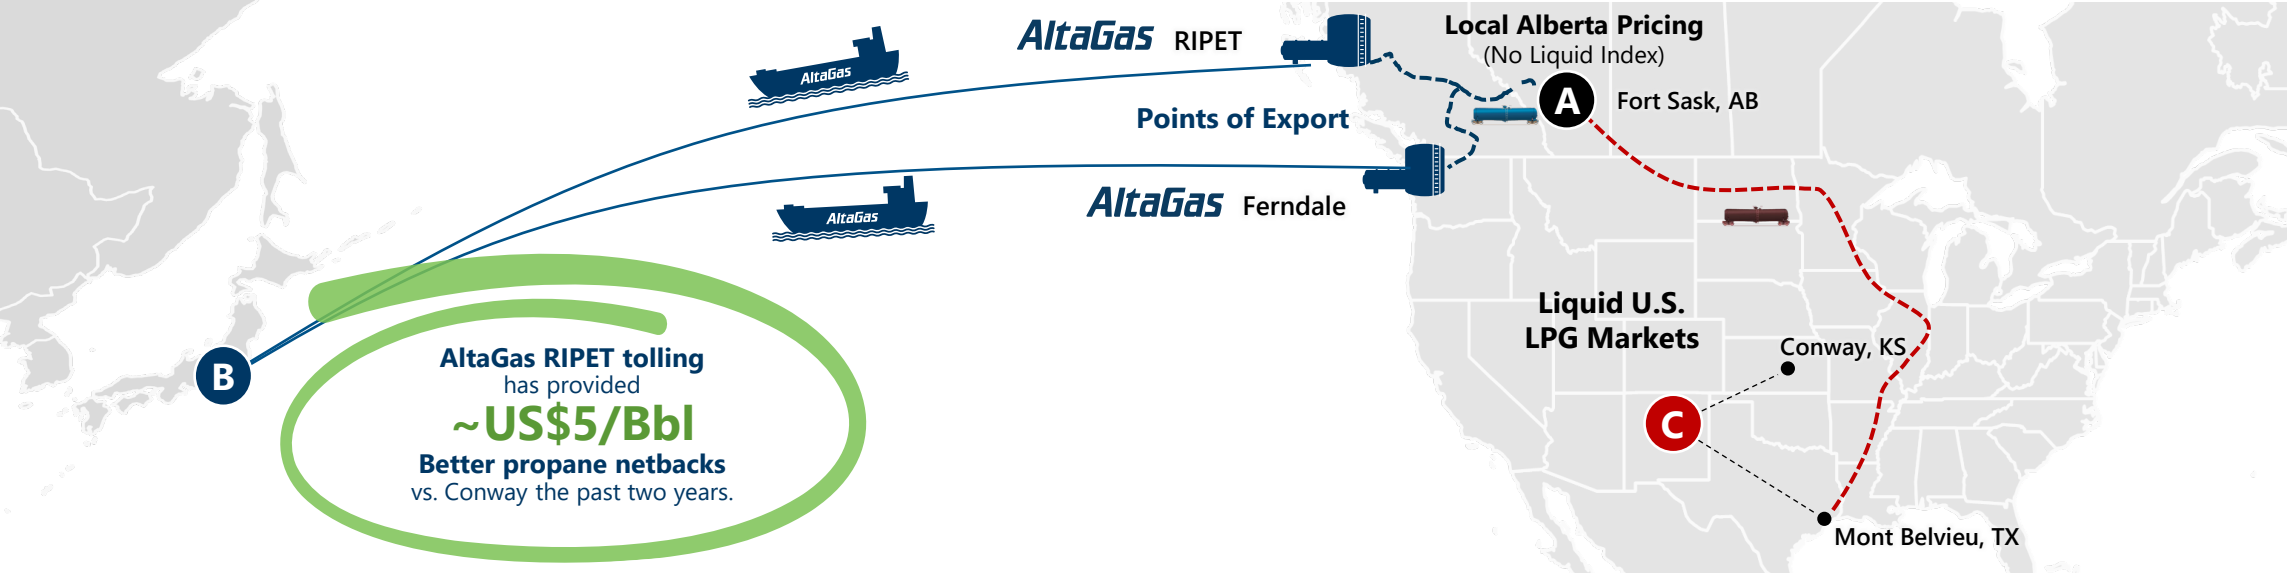 AltaGas RIPET
Local Alberta Pricing
(No Liquid Index)
AltaGas
A
Fort Sask, AB
Points of Export
AltaGas Ferndale
AltaGas
Liquid U.S.
LPG Markets
Conway, KS
B
AltaGas RIPET tolling
has provided
~US$5/Bbl
Better propane netbacks
vs. Conway the past two years.
C
Mont Belvieu, TX